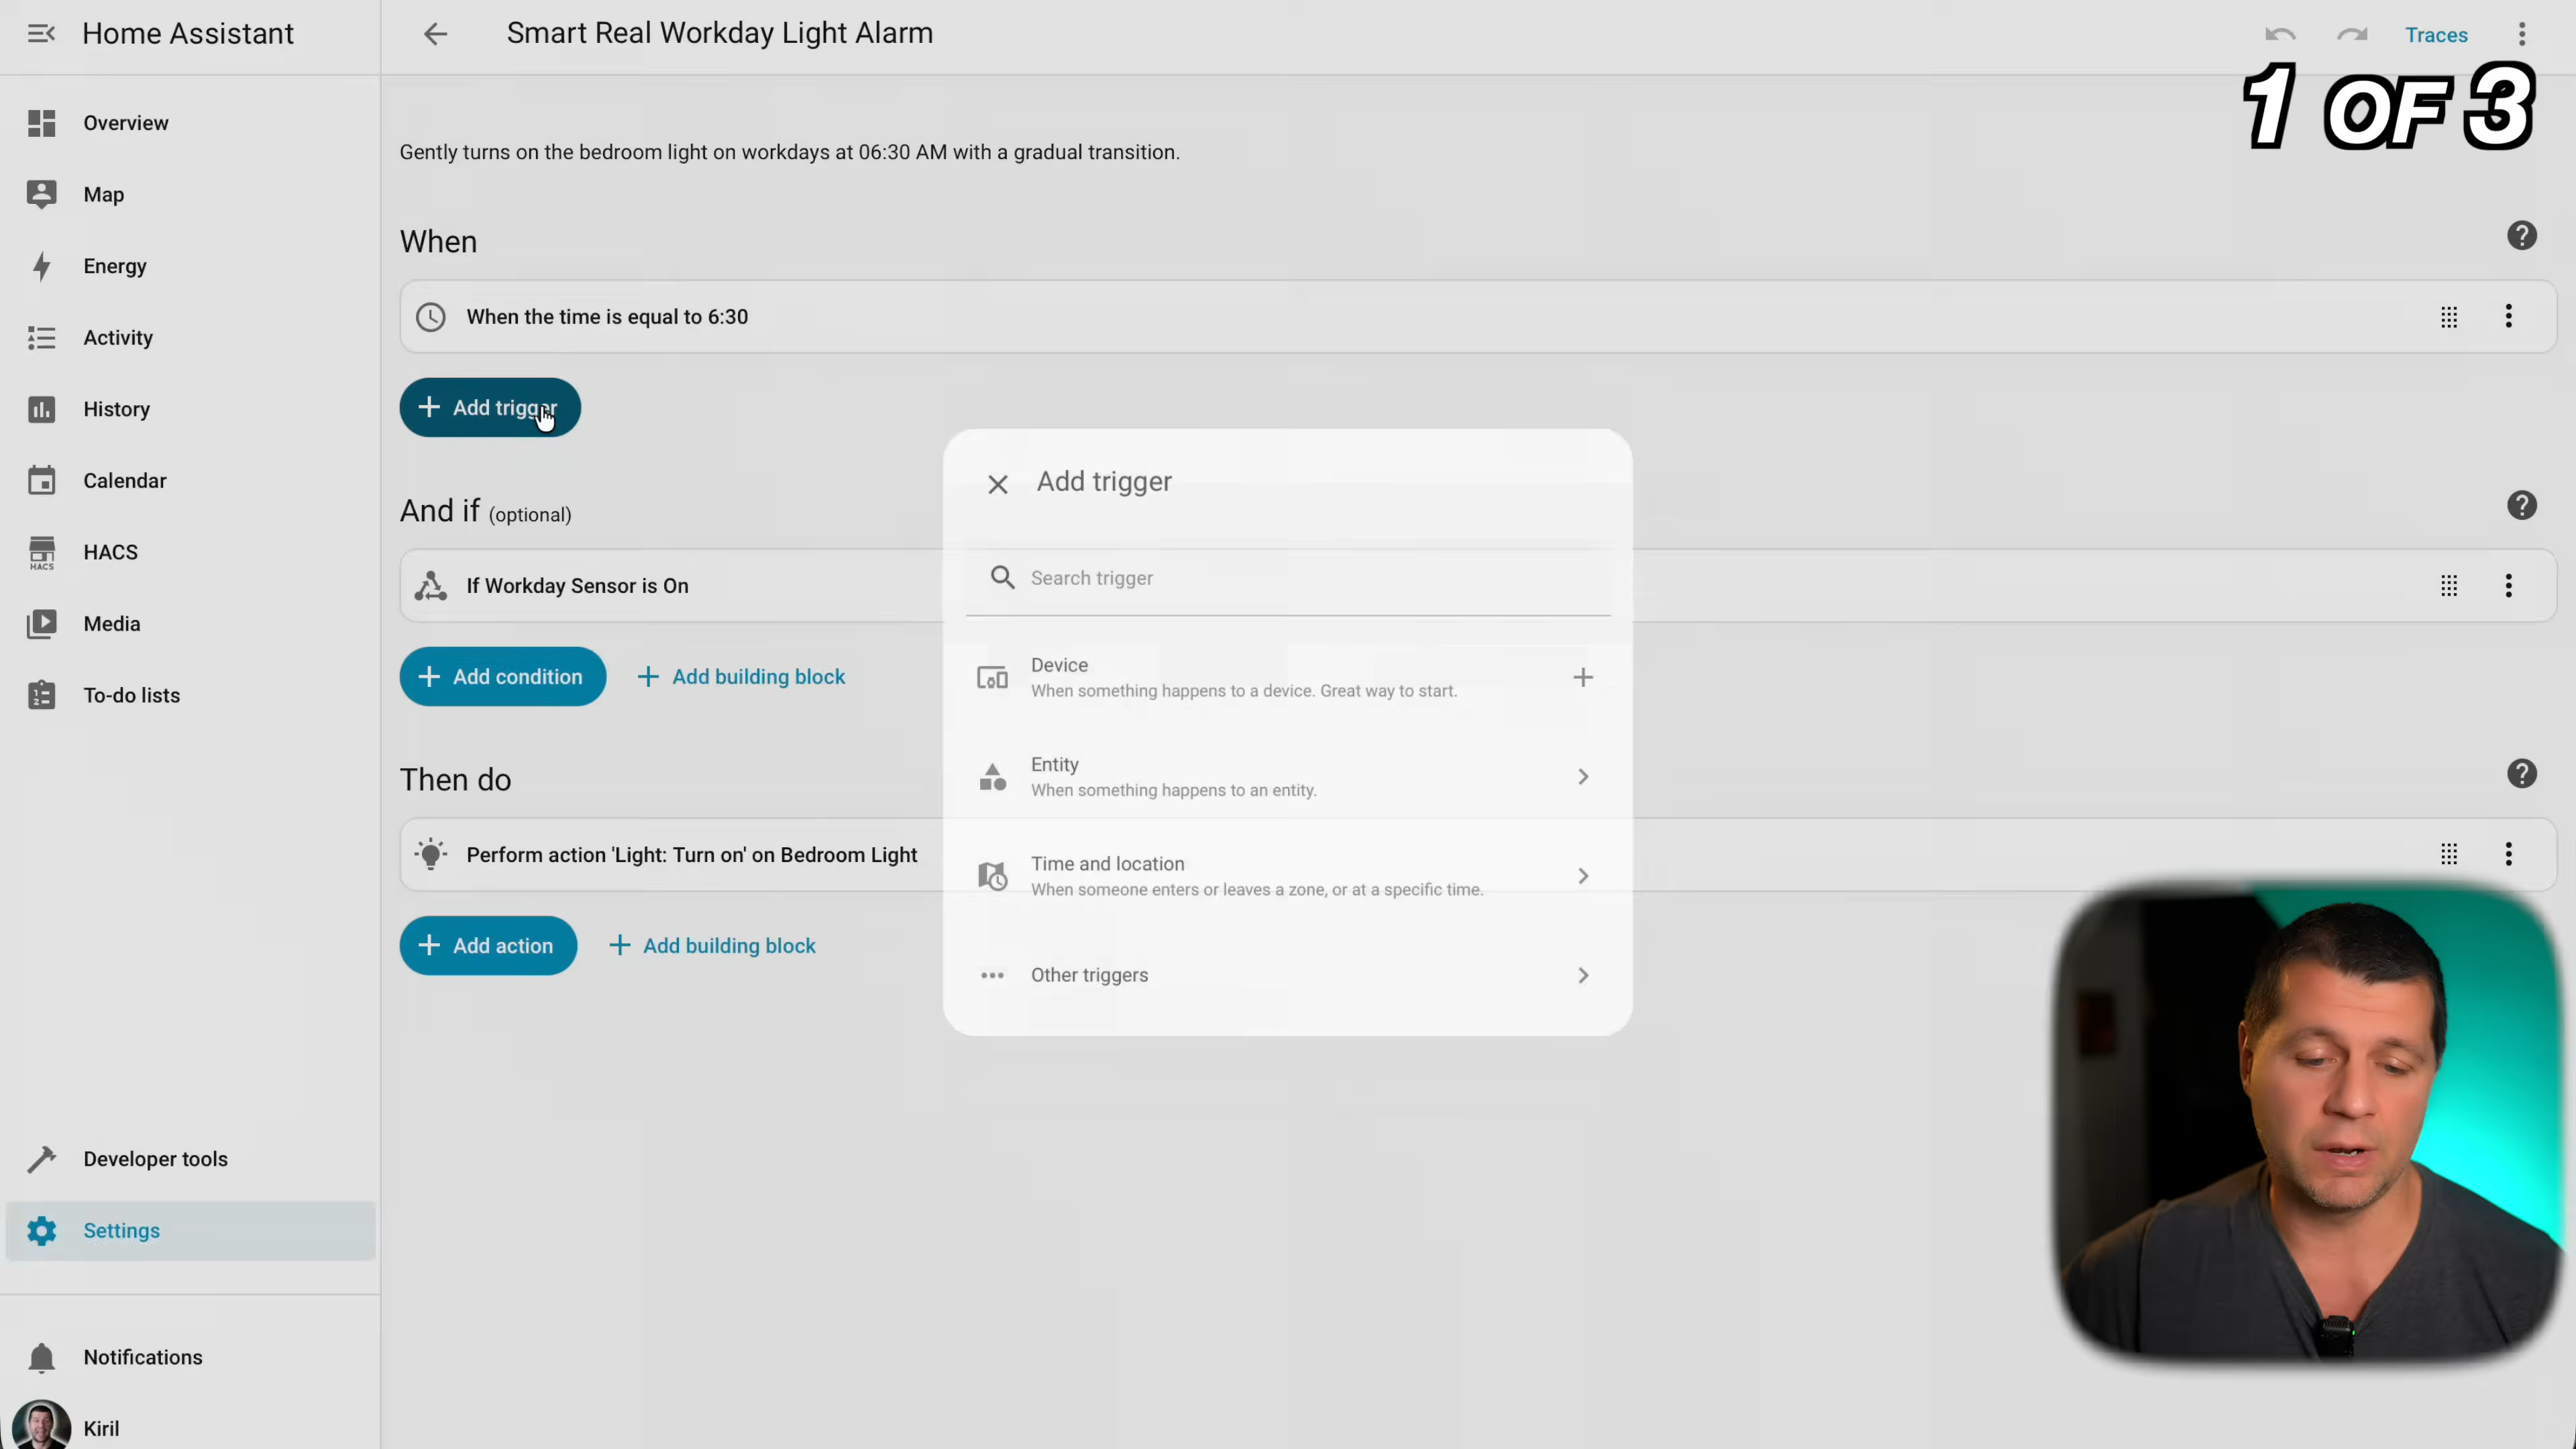 Home Assistant
Smart Real Workday Light Alarm
Traces
1 OF 3
Overview
Map
Energy
Activity
History
Calendar
HACS
HACS
Media
To-do lists
Developer tools
Settings
Notifications
Kiril
Gently turns on the bedroom light on workdays at 06:30 AM with a gradual transition.
When
When the time is equal to 6:30
Add trigger
And if (optional)
If Workday Sensor is On
Add condition
Add building block
Then do
Perform action 'Light: Turn on' on Bedroom Light
Add action
Add building block
Add trigger
Search trigger
Device
When something happens to a device. Great way to start.
Entity
When something happens to an entity.
Time and location
When someone enters or leaves a zone, or at a specific time.
Other triggers